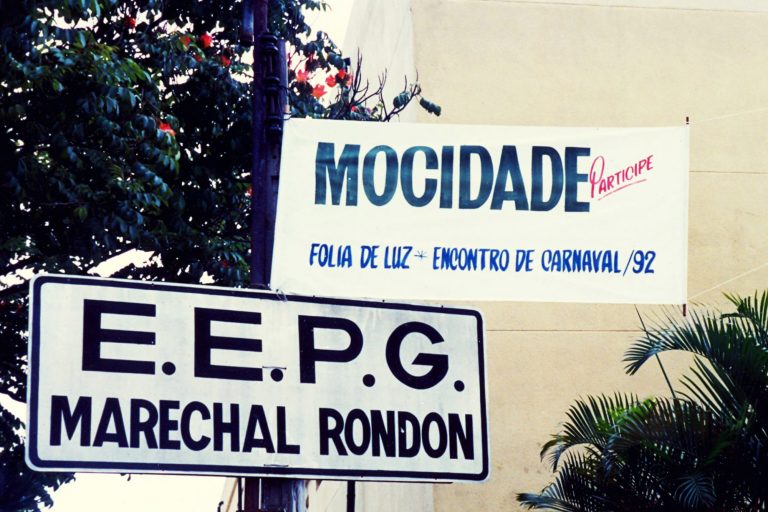 MOCIDADE Participe
FOLIA DE LUZ * ENCONTRO DE CARNAVAL/92
E.E.P.G.
MARECHAL RONDON